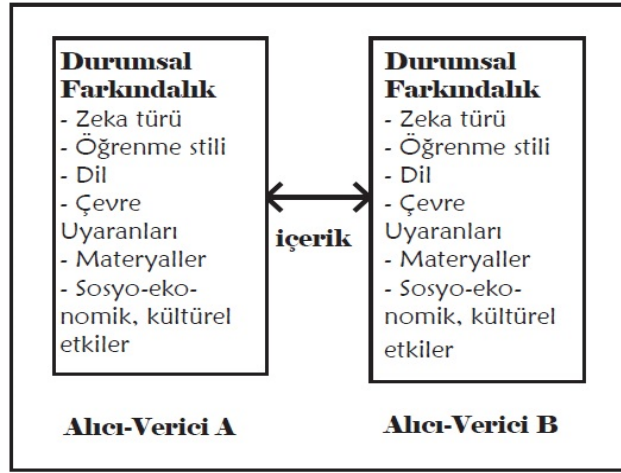 Durumsal
Farkındalık
- Zeka türü
- Öğrenme stili
- Dil
- Çevre
Uyaranları
- Materyaller
- Sosyo-eko-
nomik, kültürel
etkiler
Alıcı-Verici A
içerik
Durumsal
Farkındalık
- Zeka türü
- Öğrenme stili
- Dil
- Çevre
Uyaranları
- Materyaller
- Sosyo-eko-
nomik, kültürel
etkiler
Alıcı-Verici B